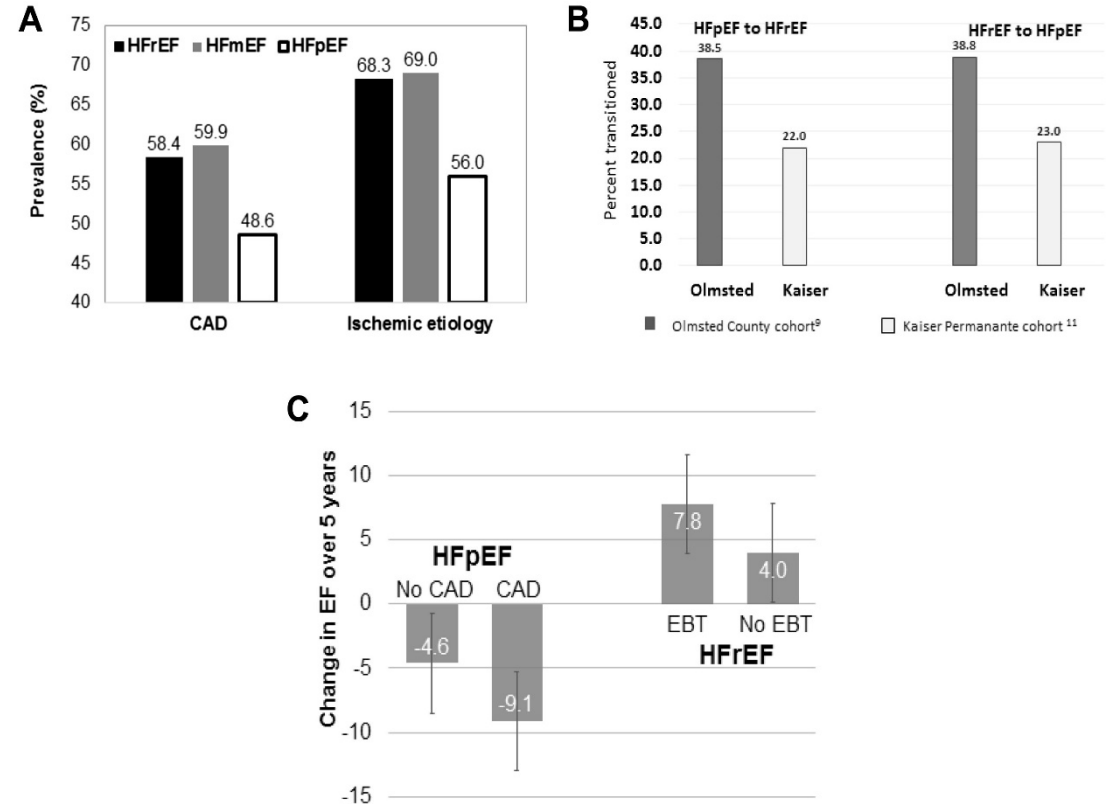 A
75
70
65
60
55
50
45
40
Prevalence (%)
HFrEF HFmEF HFpEF
58.4 59.9 48.6
68.3 69.0 56.0
CAD Ischemic etiology
B
45.0
40.0
35.0
30.0
25.0
20.0
15.0
10.0
5.0
0.0
Percent transitioned
HFpEF to HFrEF HFrEF to HFpEF
38.5 22.0 38.8 23.0
Olmsted Kaiser Olmsted Kaiser
Olmsted County cohort⁹ Kaiser Permanante cohort ¹¹
C
15
10
5
0
-5
-10
-15
Change in EF over 5 years
HFpEF
No CAD CAD
-4.6 -9.1
7.8 4.0
EBT No EBT
HFrEF